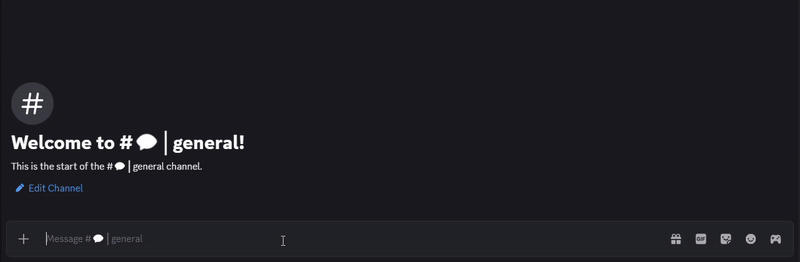 #
Welcome to # 💬 | general!
This is the start of the # 💬 | general channel.
Edit Channel
Message # 💬 | general
GIF